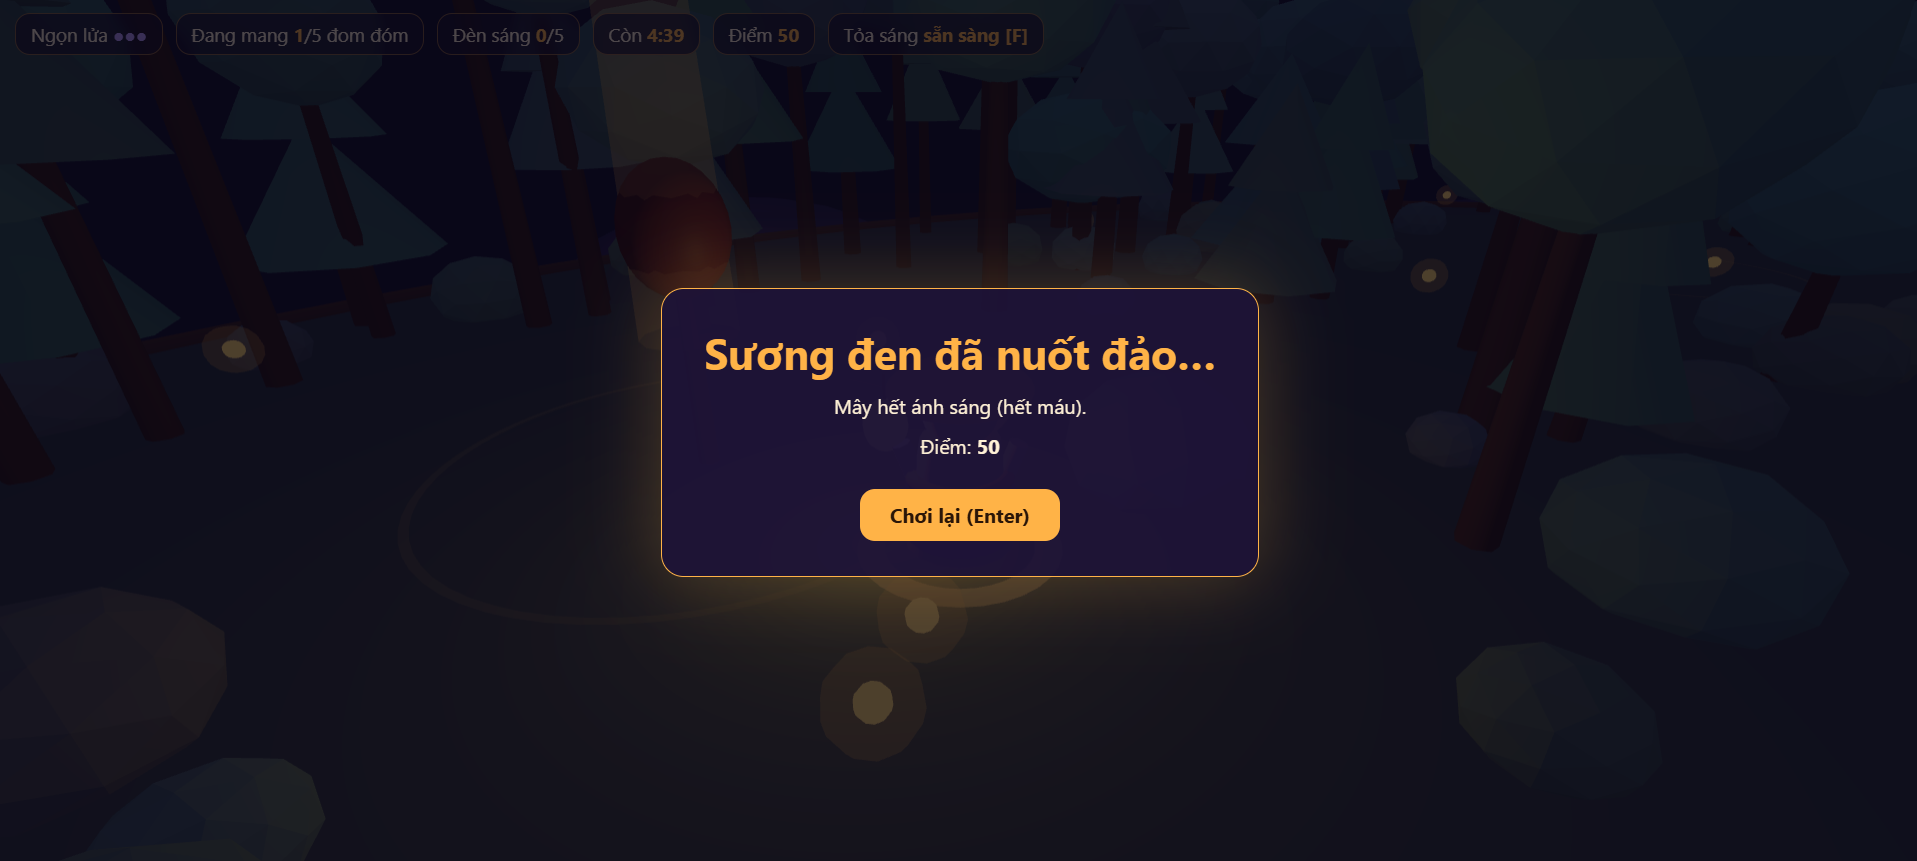 Ngọn lửa ●●●
Đang mang 1/5 đom đóm
Đèn sáng 0/5
Còn 4:39
Điểm 50
Tỏa sáng sẵn sàng [F]
Sương đen đã nuốt đảo...
Mây hết ánh sáng (hết máu).
Điểm: 50
Chơi lại (Enter)